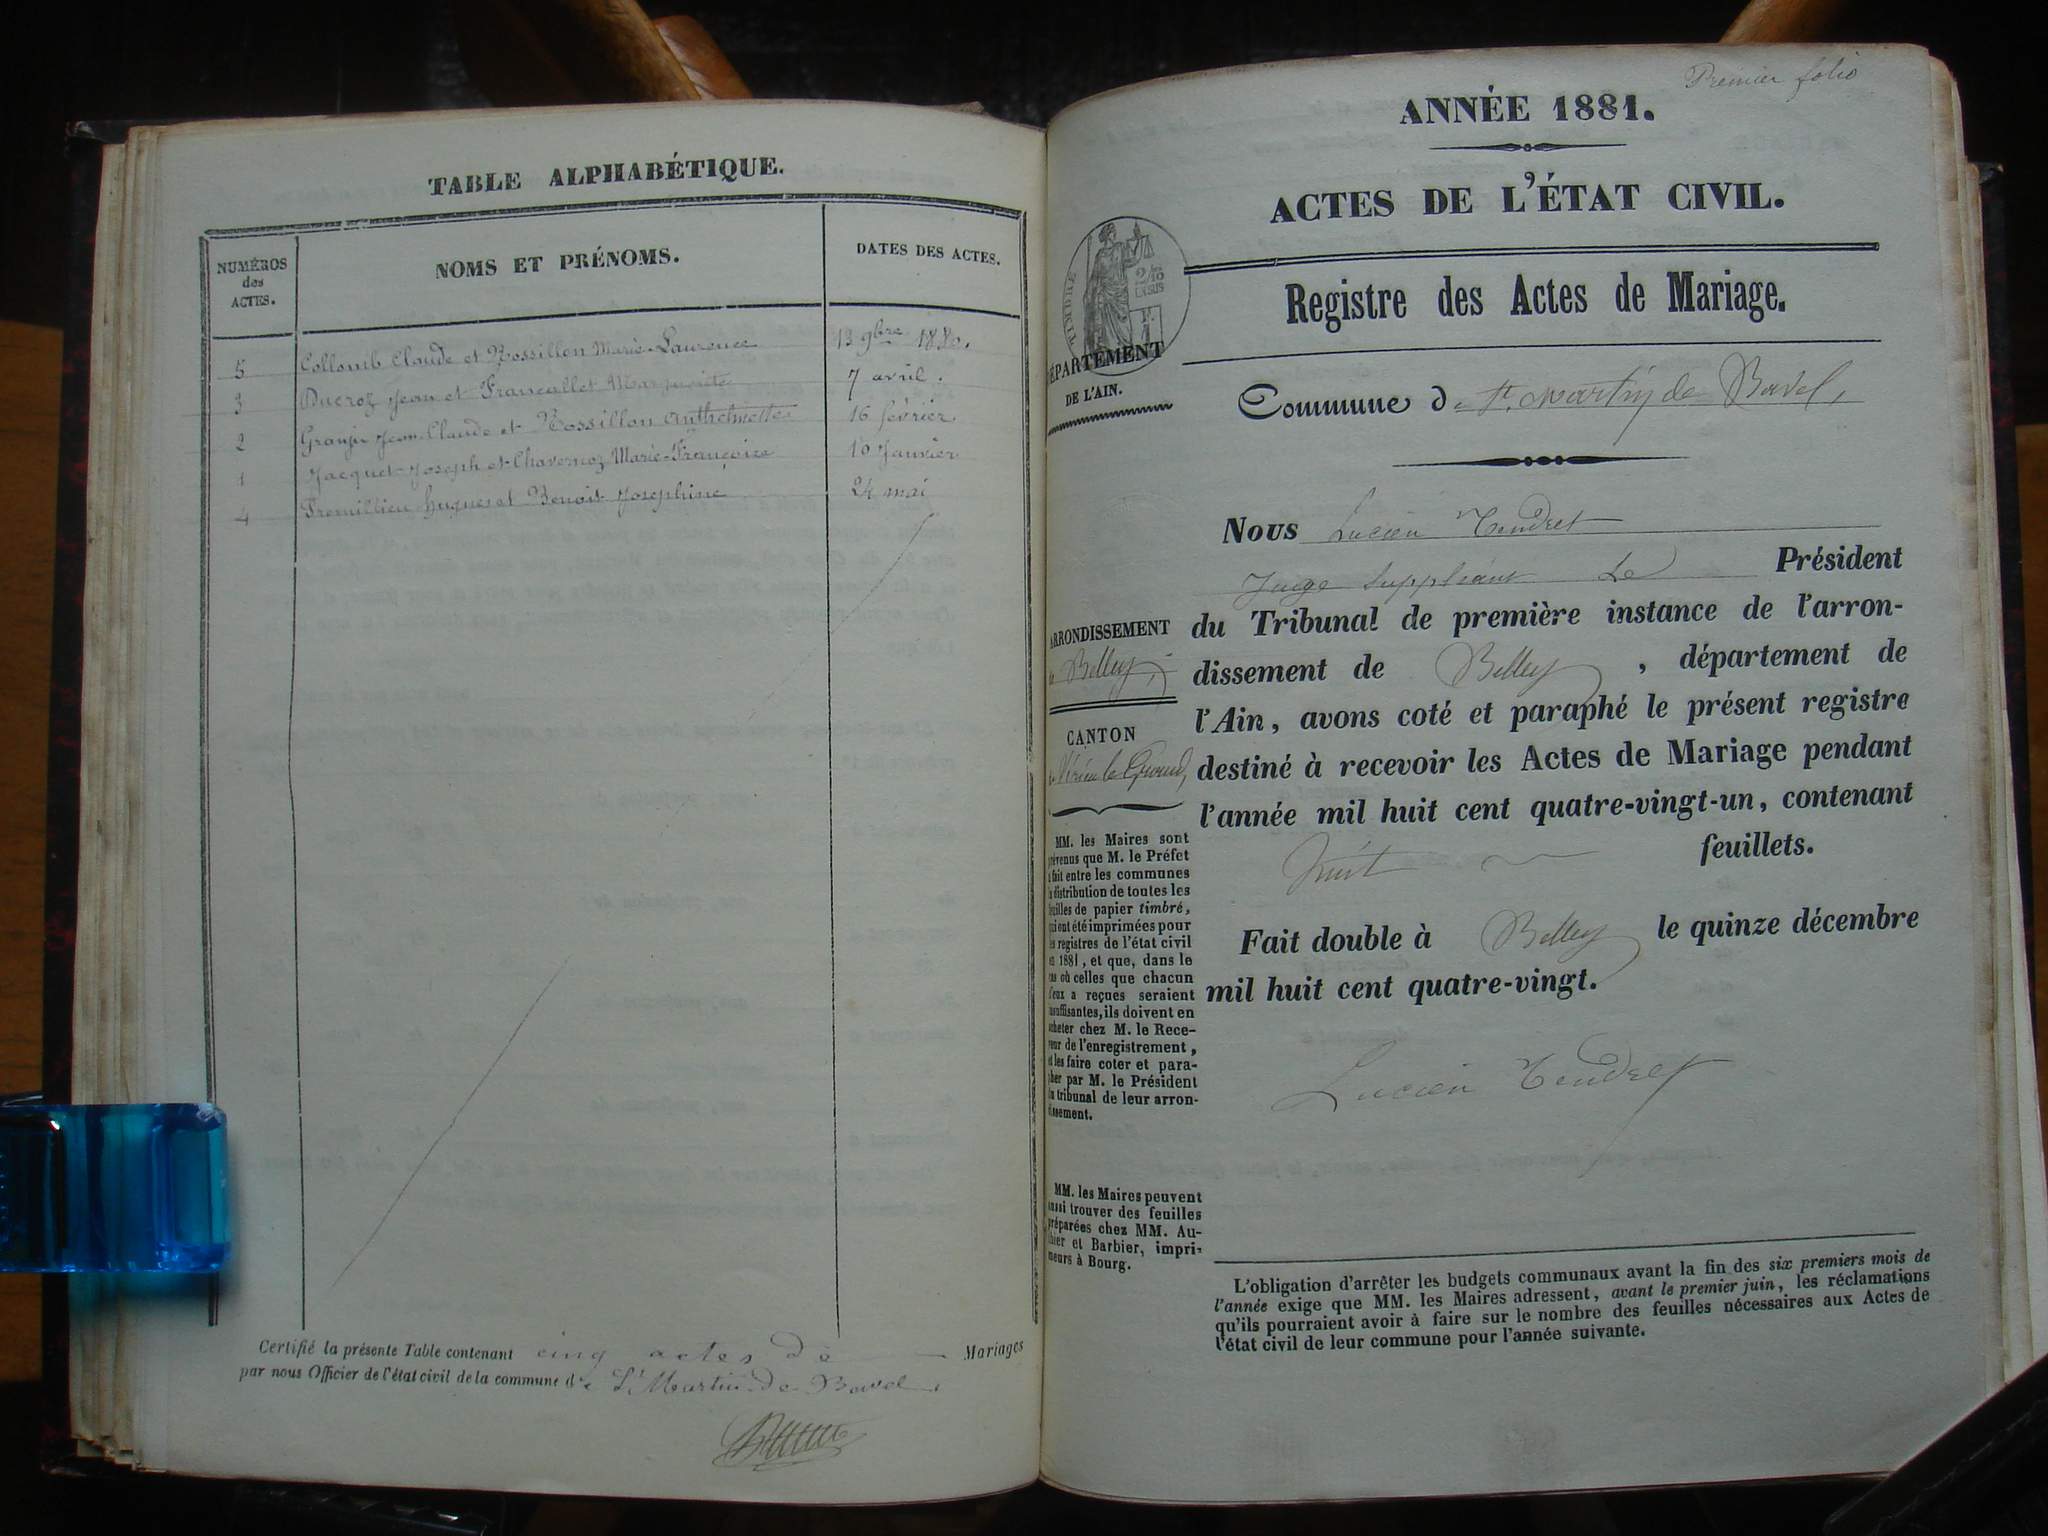 TABLE ALPHABÉTIQUE.
NUMÉROS
des
ACTES.
NOMS ET PRÉNOMS.
DATES DES ACTES.
5 Collomb Claude et Rossillon Marie-Laurence 13 9bre 1880.
3 Ducroz Jean et Francallet Marguerite 7 avril.
2 Granju Jean-Claude et Rossillon Anthelmette 16 février
1 Jacquet Joseph et Chavernoz Marie-Françoise 10 Janvier
4 Tremillieu hugues et Benoit Josephine 24 mai
Certifié la présente Table contenant cinq actes de Mariages
par nous Officier de l'état civil de la commune de St Martin-de-Bavel.
Premier folio
ANNÉE 1881.
ACTES DE L'ÉTAT CIVIL.
TIMBRE
2/10
EN SUS
Registre des Actes de Mariage.
DÉPARTEMENT
DE L'AIN.
Commune de St. Martin de Bavel,
Nous Lucien Tendret
Juge Suppléant Le Président
du Tribunal de première instance de l'arron-
dissement de Belley, département de
l'Ain, avons coté et paraphé le présent registre
destiné à recevoir les Actes de Mariage pendant
l'année mil huit cent quatre-vingt-un, contenant
huit feuillets.
Fait double à Belley le quinze décembre
mil huit cent quatre-vingt.
Lucien Tendret
ARRONDISSEMENT
de Belley,
CANTON
de Virieu le Grand,
MM. les Maires sont
prévenus que M. le Préfet
a fait entre les communes
la distribution de toutes les
feuilles de papier timbré,
qui ont été imprimées pour
les registres de l'état civil
en 1881, et que, dans le
cas où celles que chacun
d'eux a reçues seraient
insuffisantes, ils doivent en
acheter chez M. le Rece-
veur de l'enregistrement,
et les faire coter et para-
pher par M. le Président
du tribunal de leur arron-
dissement.
MM. les Maires peuvent
aussi trouver des feuilles
préparées chez MM. Au-
thier et Barbier, impri-
meurs à Bourg.
L'obligation d'arrêter les budgets communaux avant la fin des six premiers mois de
l'année exige que MM. les Maires adressent, avant le premier juin, les réclamations
qu'ils pourraient avoir à faire sur le nombre des feuilles nécessaires aux Actes de
l'état civil de leur commune pour l'année suivante.